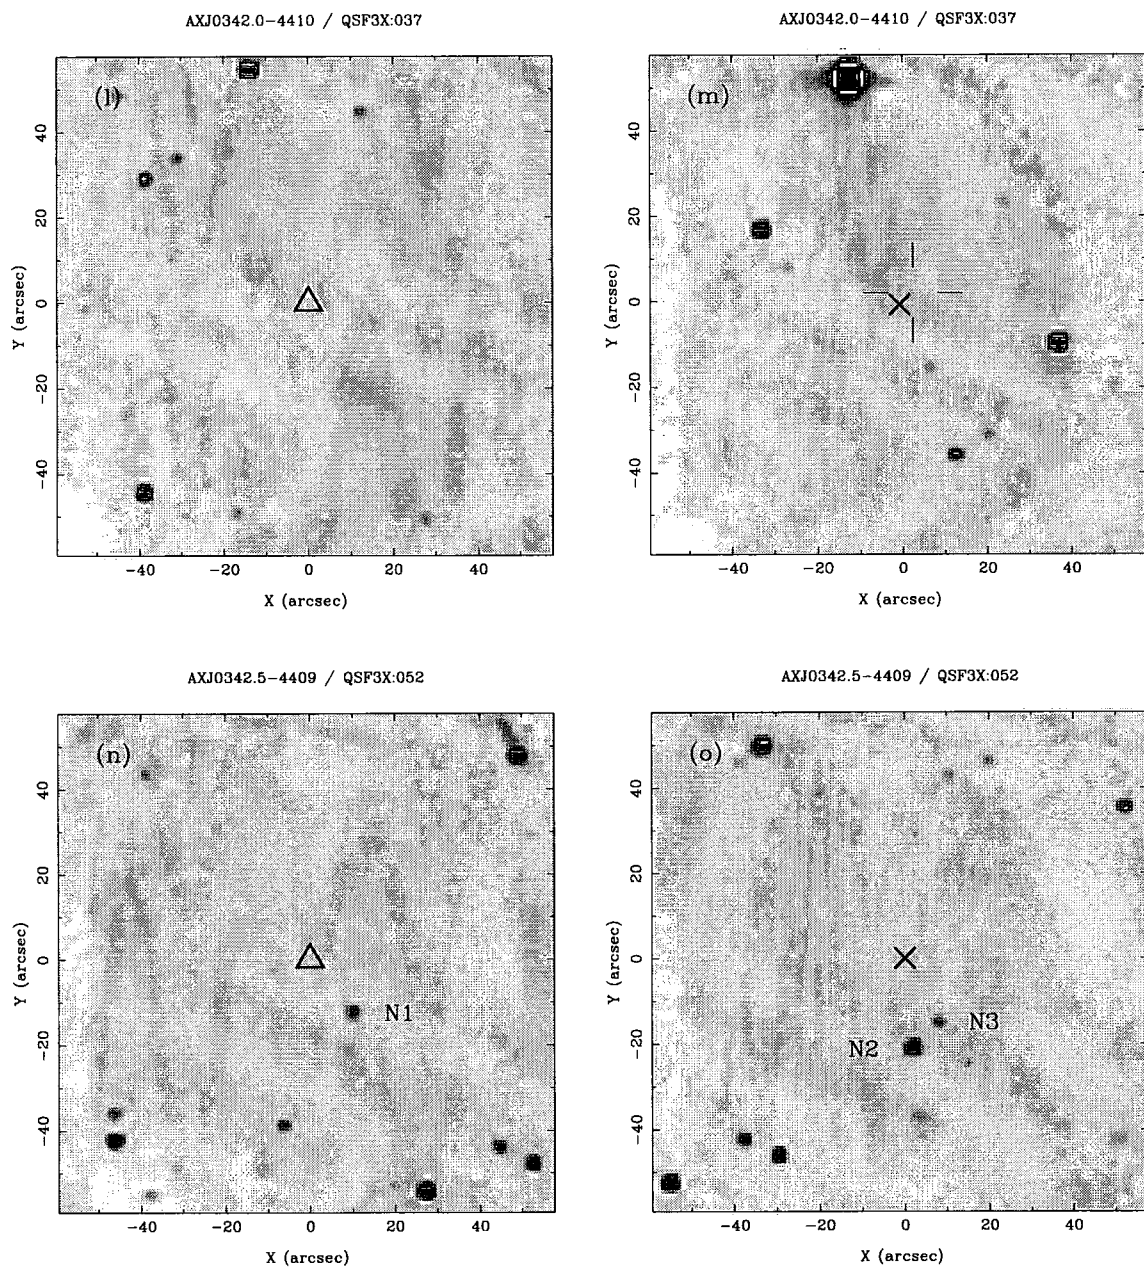 AXJ0342.0−4410 / QSF3X:037
AXJ0342.0−4410 / QSF3X:037
(l)
(m)
40
20
0
−20
−40
Y (arcsec)
40
20
0
−20
−40
Y (arcsec)
−40 −20 0 20 40
−40 −20 0 20 40
X (arcsec)
X (arcsec)
AXJ0342.5−4409 / QSF3X:052
AXJ0342.5−4409 / QSF3X:052
(n)
(o)
40
20
0
−20
−40
Y (arcsec)
N1
40
20
0
−20
−40
Y (arcsec)
N3
N2
−40 −20 0 20 40
−40 −20 0 20 40
X (arcsec)
X (arcsec)